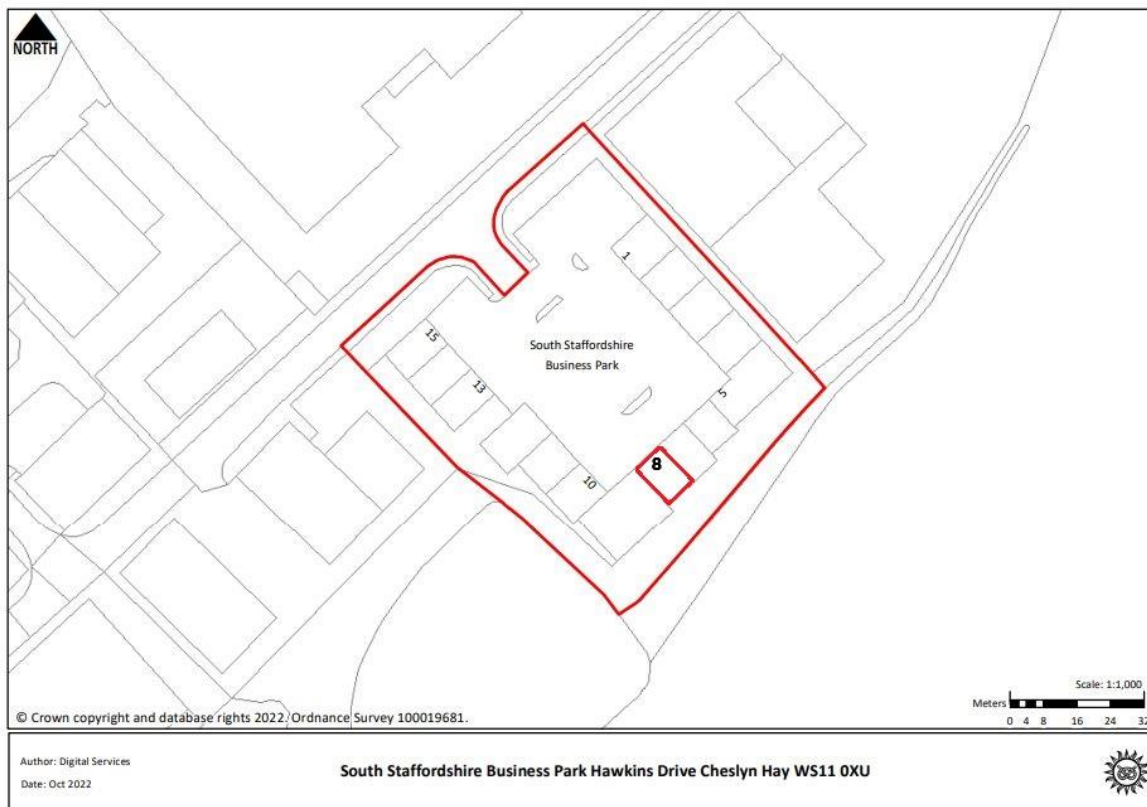 NORTH
1
15
South Staffordshire
Business Park
13
5
8
10
Scale: 1:1,000
Meters
0 4 8 16 24 32
© Crown copyright and database rights 2022. Ordnance Survey 100019681.
Author: Digital Services
Date: Oct 2022
South Staffordshire Business Park Hawkins Drive Cheslyn Hay WS11 0XU